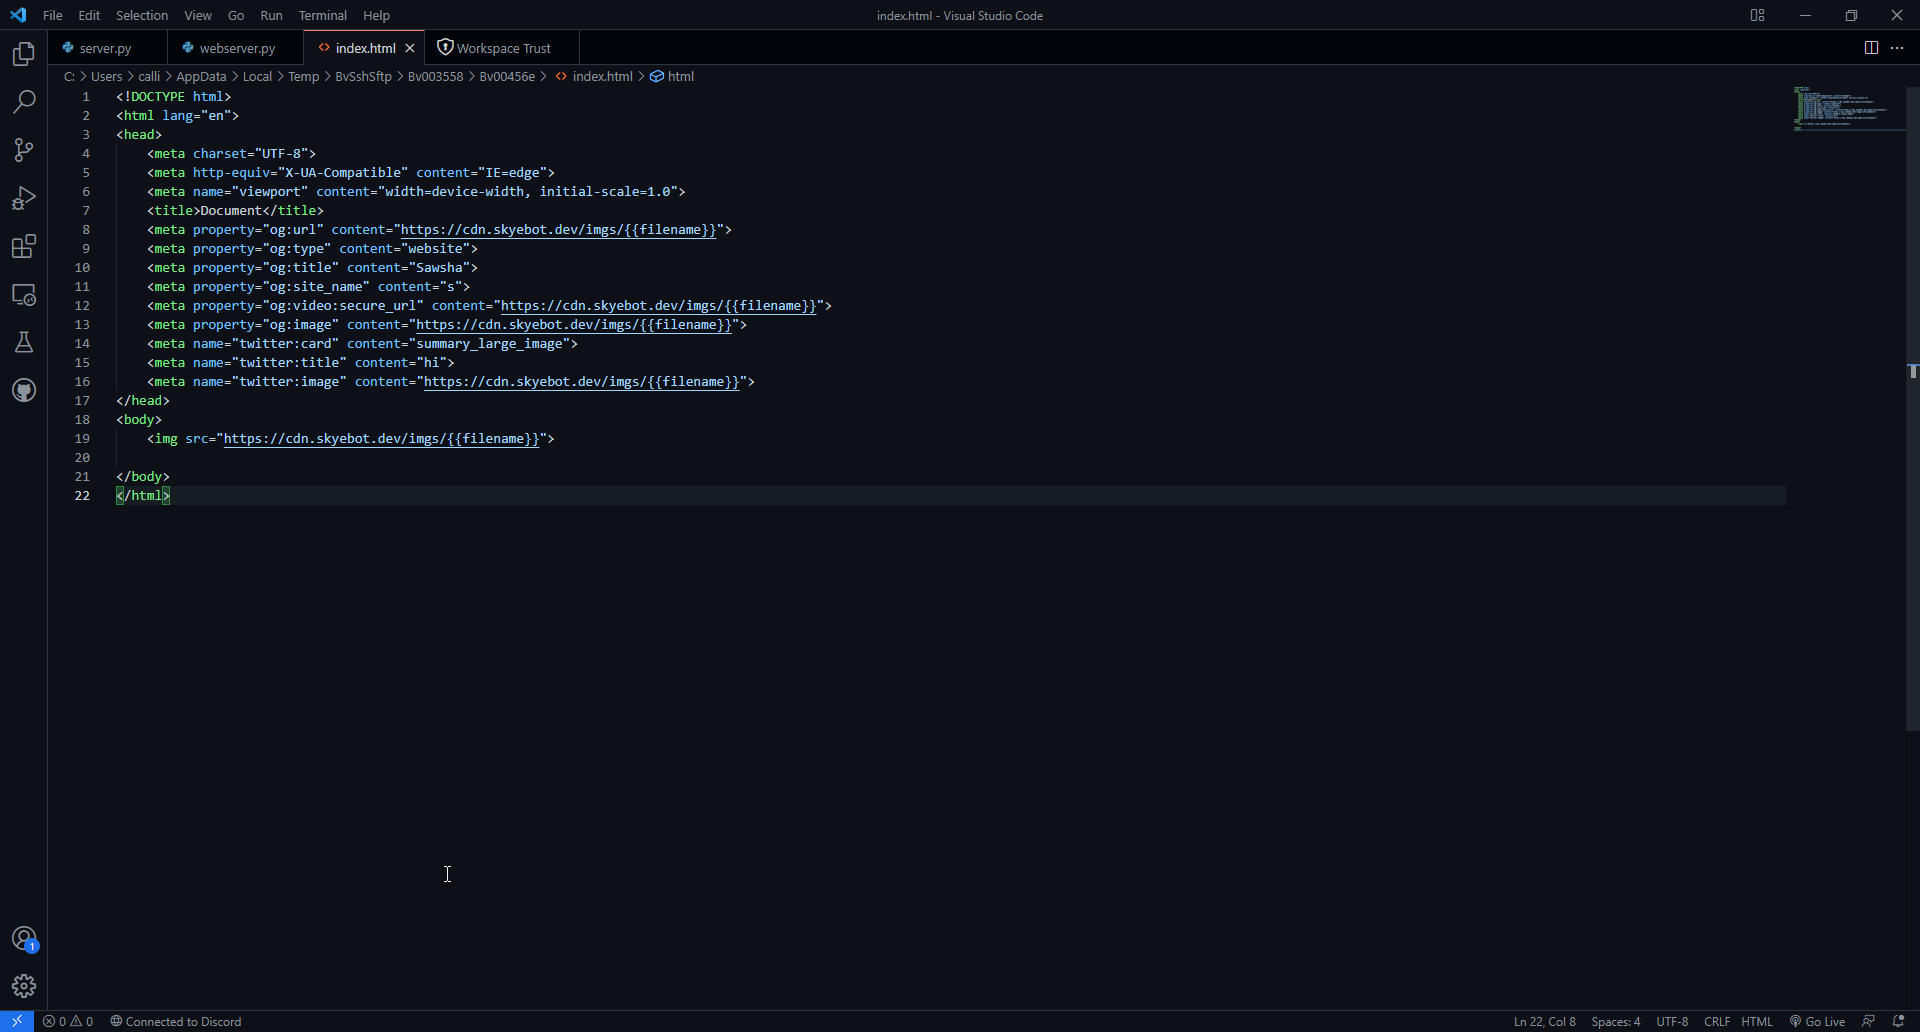 File Edit Selection View Go Run Terminal Help index.html - Visual Studio Code
server.py webserver.py index.html Workspace Trust
C: > Users > calli > AppData > Local > Temp > BvSshSftp > Bv003558 > Bv00456e > index.html > html
1 <!DOCTYPE html>
2 <html lang="en">
3 <head>
4     <meta charset="UTF-8">
5     <meta http-equiv="X-UA-Compatible" content="IE=edge">
6     <meta name="viewport" content="width=device-width, initial-scale=1.0">
7     <title>Document</title>
8     <meta property="og:url" content="https://cdn.skyebot.dev/imgs/{{filename}}">
9     <meta property="og:type" content="website">
10     <meta property="og:title" content="Sawsha">
11     <meta property="og:site_name" content="s">
12     <meta property="og:video:secure_url" content="https://cdn.skyebot.dev/imgs/{{filename}}">
13     <meta property="og:image" content="https://cdn.skyebot.dev/imgs/{{filename}}">
14     <meta name="twitter:card" content="summary_large_image">
15     <meta name="twitter:title" content="hi">
16     <meta name="twitter:image" content="https://cdn.skyebot.dev/imgs/{{filename}}">
17 </head>
18 <body>
19     <img src="https://cdn.skyebot.dev/imgs/{{filename}}">
20
21 </body>
22 </html>
1
0 0 Connected to Discord Ln 22, Col 8 Spaces: 4 UTF-8 CRLF HTML Go Live